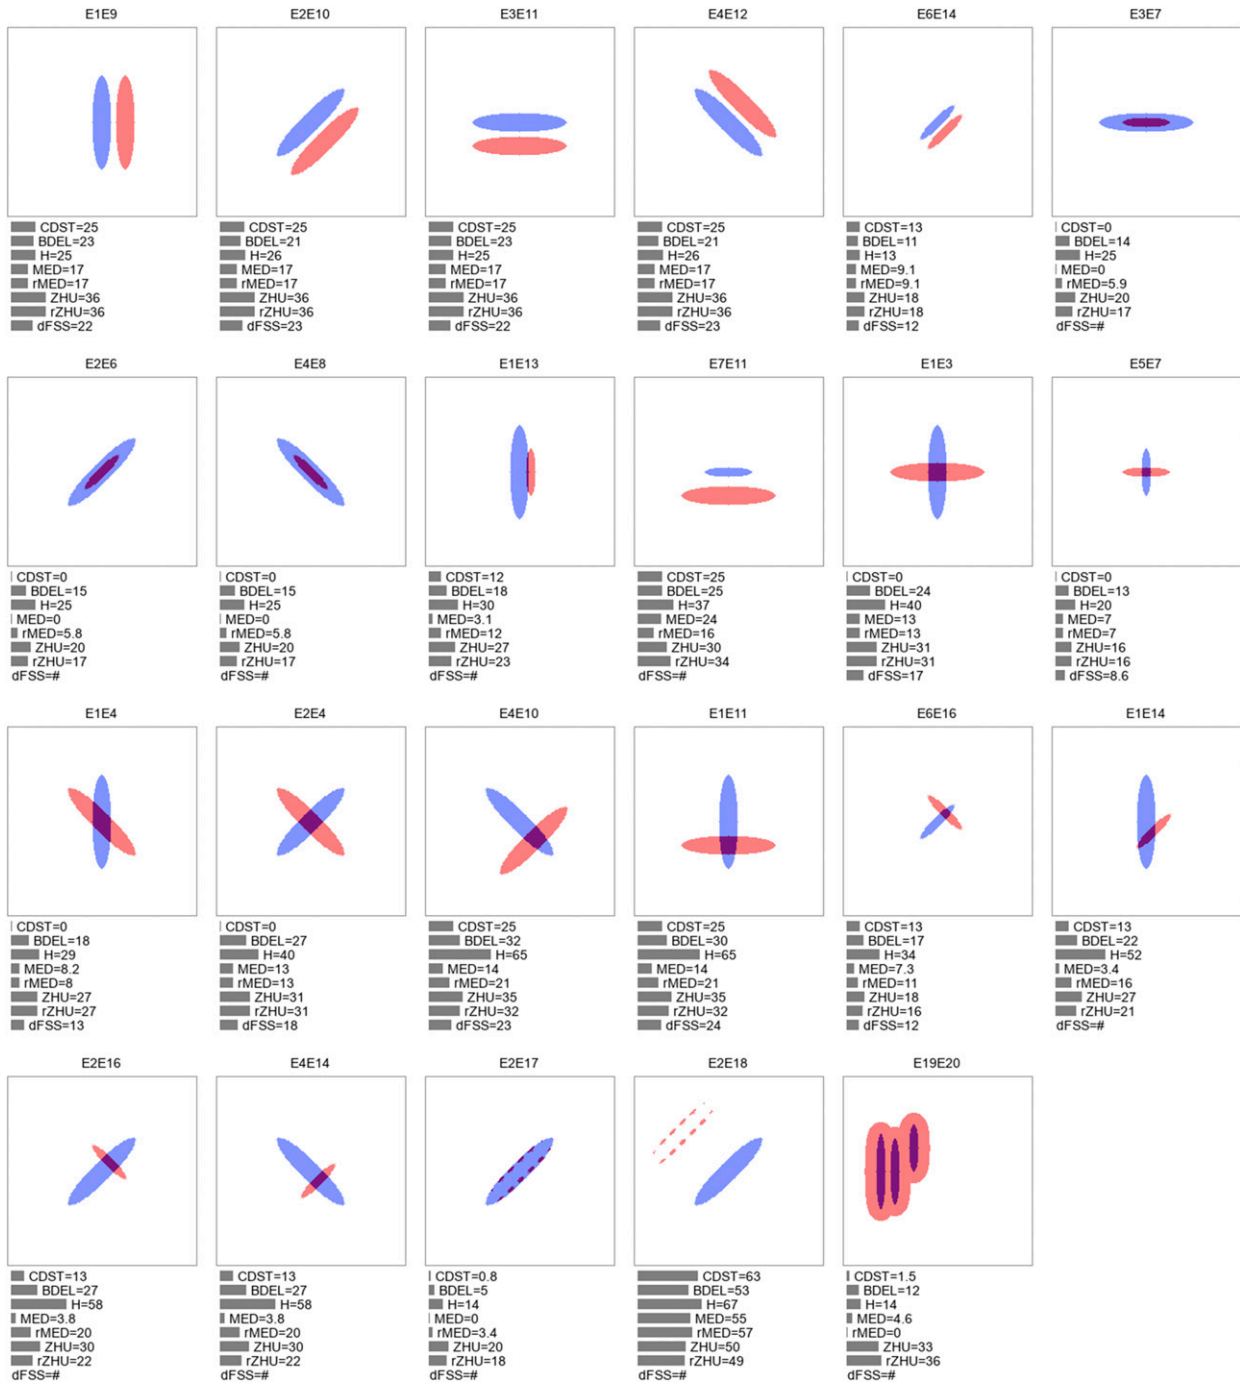 E1E9 E2E10 E3E11 E4E12 E6E14 E3E7
CDST=25 CDST=25 CDST=25 CDST=25 CDST=13 CDST=0
BDEL=23 BDEL=21 BDEL=23 BDEL=21 BDEL=11 BDEL=14
H=25 H=26 H=25 H=26 H=13 H=25
MED=17 MED=17 MED=17 MED=17 MED=9.1 MED=0
rMED=17 rMED=17 rMED=17 rMED=17 rMED=9.1 rMED=5.9
ZHU=36 ZHU=36 ZHU=36 ZHU=36 ZHU=18 ZHU=20
rZHU=36 rZHU=36 rZHU=36 rZHU=36 rZHU=18 rZHU=17
dFSS=22 dFSS=23 dFSS=22 dFSS=23 dFSS=12 dFSS=#
E2E6 E4E8 E1E13 E7E11 E1E3 E5E7
CDST=0 CDST=0 CDST=12 CDST=25 CDST=0 CDST=0
BDEL=15 BDEL=15 BDEL=18 BDEL=25 BDEL=24 BDEL=13
H=25 H=25 H=30 H=37 H=40 H=20
MED=0 MED=0 MED=3.1 MED=24 MED=13 MED=7
rMED=5.8 rMED=5.8 rMED=12 rMED=16 rMED=13 rMED=7
ZHU=20 ZHU=20 ZHU=27 ZHU=30 ZHU=31 ZHU=16
rZHU=17 rZHU=17 rZHU=23 rZHU=34 rZHU=31 rZHU=16
dFSS=# dFSS=# dFSS=# dFSS=# dFSS=17 dFSS=8.6
E1E4 E2E4 E4E10 E1E11 E6E16 E1E14
CDST=0 CDST=0 CDST=25 CDST=25 CDST=13 CDST=13
BDEL=18 BDEL=27 BDEL=32 BDEL=30 BDEL=17 BDEL=22
H=29 H=40 H=65 H=65 H=34 H=52
MED=8.2 MED=13 MED=14 MED=14 MED=7.3 MED=3.4
rMED=8 rMED=13 rMED=21 rMED=21 rMED=11 rMED=16
ZHU=27 ZHU=31 ZHU=35 ZHU=35 ZHU=18 ZHU=27
rZHU=27 rZHU=31 rZHU=32 rZHU=32 rZHU=16 rZHU=21
dFSS=13 dFSS=18 dFSS=23 dFSS=24 dFSS=12 dFSS=#
E2E16 E4E14 E2E17 E2E18 E19E20
CDST=13 CDST=13 CDST=0.8 CDST=63 CDST=1.5
BDEL=27 BDEL=27 BDEL=5 BDEL=53 BDEL=12
H=58 H=58 H=14 H=67 H=14
MED=3.8 MED=3.8 MED=0 MED=55 MED=4.6
rMED=20 rMED=20 rMED=3.4 rMED=57 rMED=0
ZHU=30 ZHU=30 ZHU=20 ZHU=50 ZHU=33
rZHU=22 rZHU=22 rZHU=18 rZHU=49 rZHU=36
dFSS=# dFSS=# dFSS=# dFSS=# dFSS=#